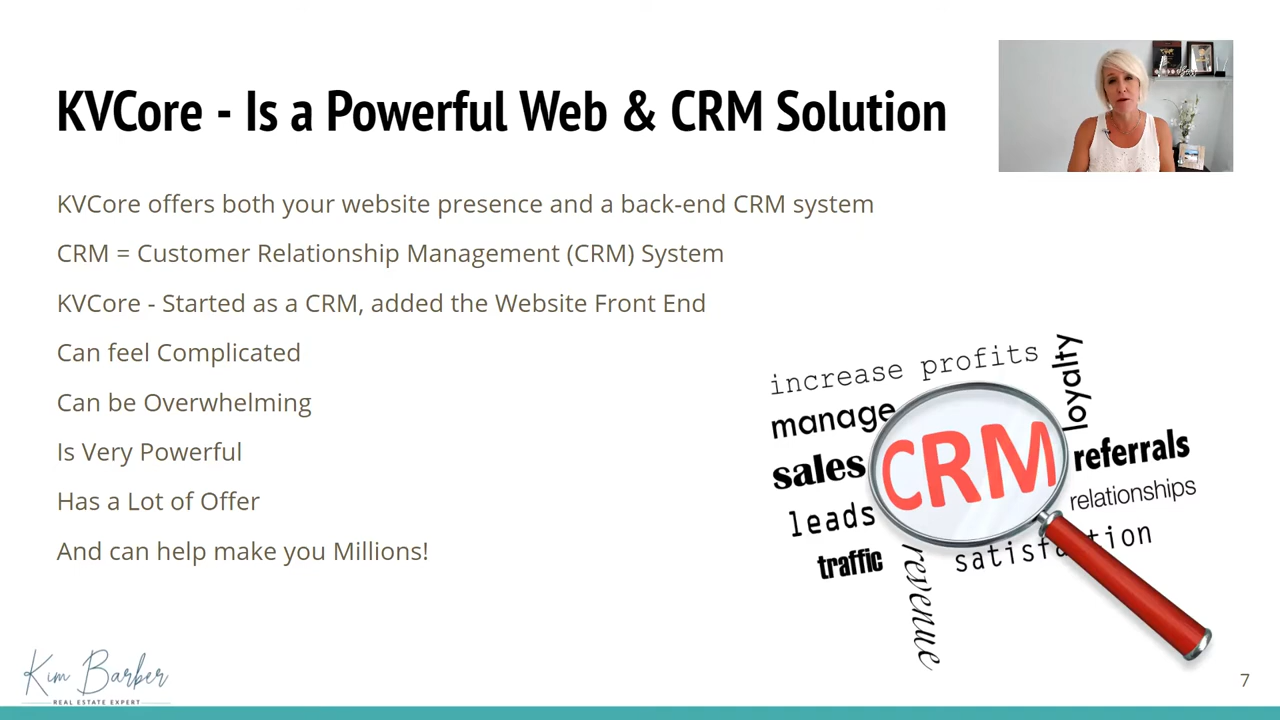 KVCore - Is a Powerful Web & CRM Solution
KVCore offers both your website presence and a back-end CRM system
CRM = Customer Relationship Management (CRM) System
KVCore - Started as a CRM, added the Website Front End
Can feel Complicated
Can be Overwhelming
Is Very Powerful
Has a Lot of Offer
And can help make you Millions!
increase profits
loyalty
manage
CRM
sales
referrals
leads
relationships
traffic
satisfaction
revenue
Kim Barber
REAL ESTATE EXPERT
7